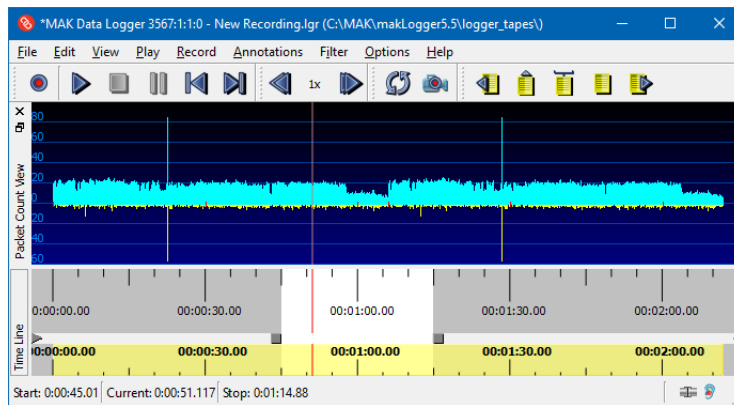 *MAK Data Logger 3567:1:1:0 - New Recording.lgr (C:\MAK\makLogger5.5\logger_tapes\)
File Edit View Play Record Annotations Filter Options Help
1x
Packet Count View
80
60
40
20
0
20
40
60
Time Line
0:00:00.00 00:00:30.00 00:01:00.00 00:01:30.00 00:02:00.00
00:00:00.00 00:00:30.00 00:01:00.00 00:01:30.00 00:02:00.00
Start: 0:00:45.01 Current: 0:00:51.117 Stop: 0:01:14.88